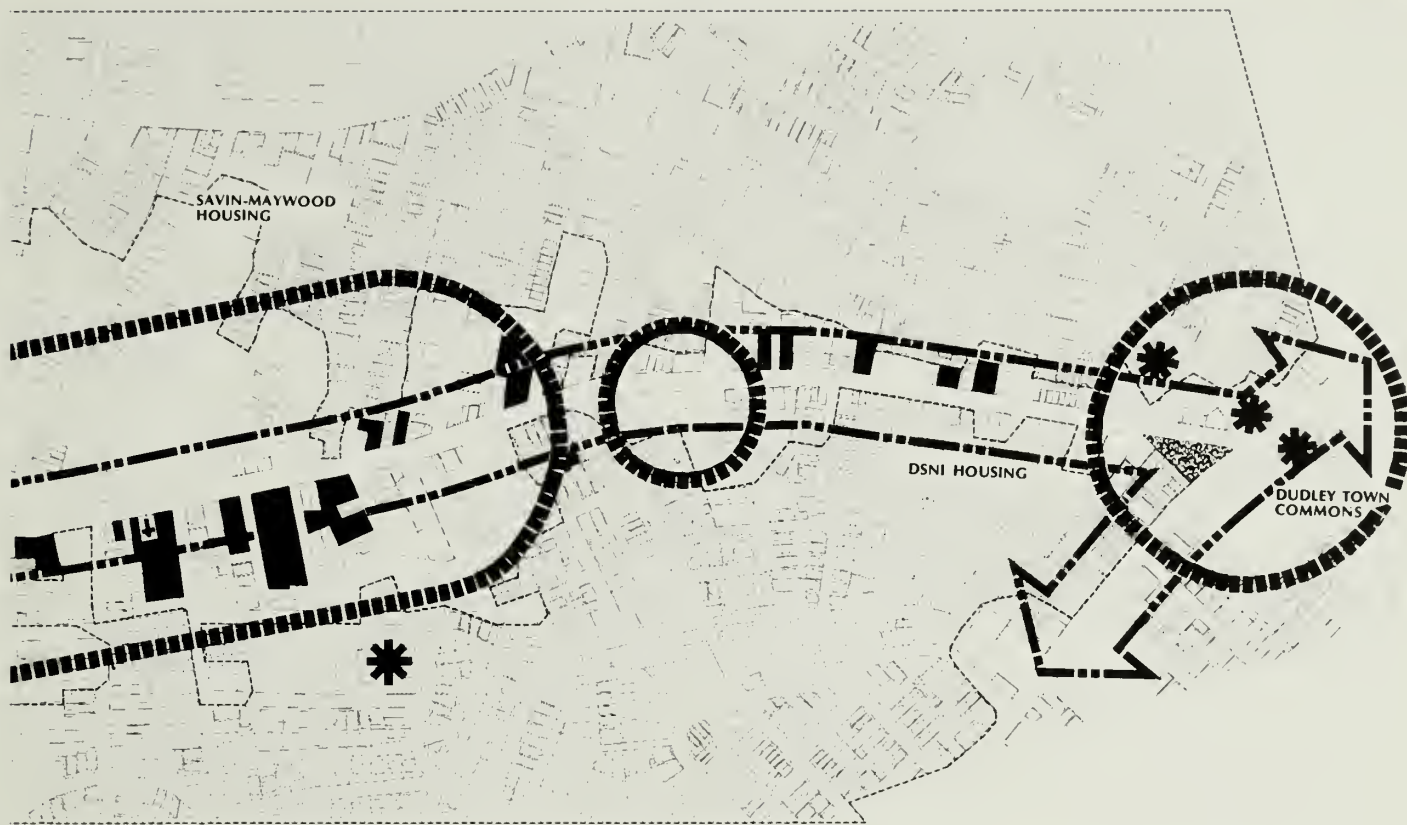 SAVIN-MAYWOOD
HOUSING
DSNI HOUSING
DUDLEY TOWN
COMMONS